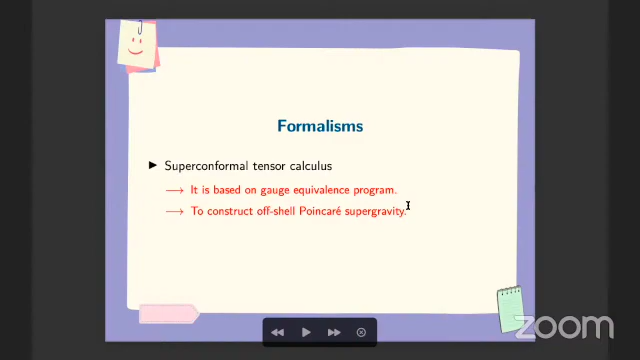 Formalisms
► Superconformal tensor calculus
⟶ It is based on gauge equivalence program.
⟶ To construct off-shell Poincaré supergravity.
zoom